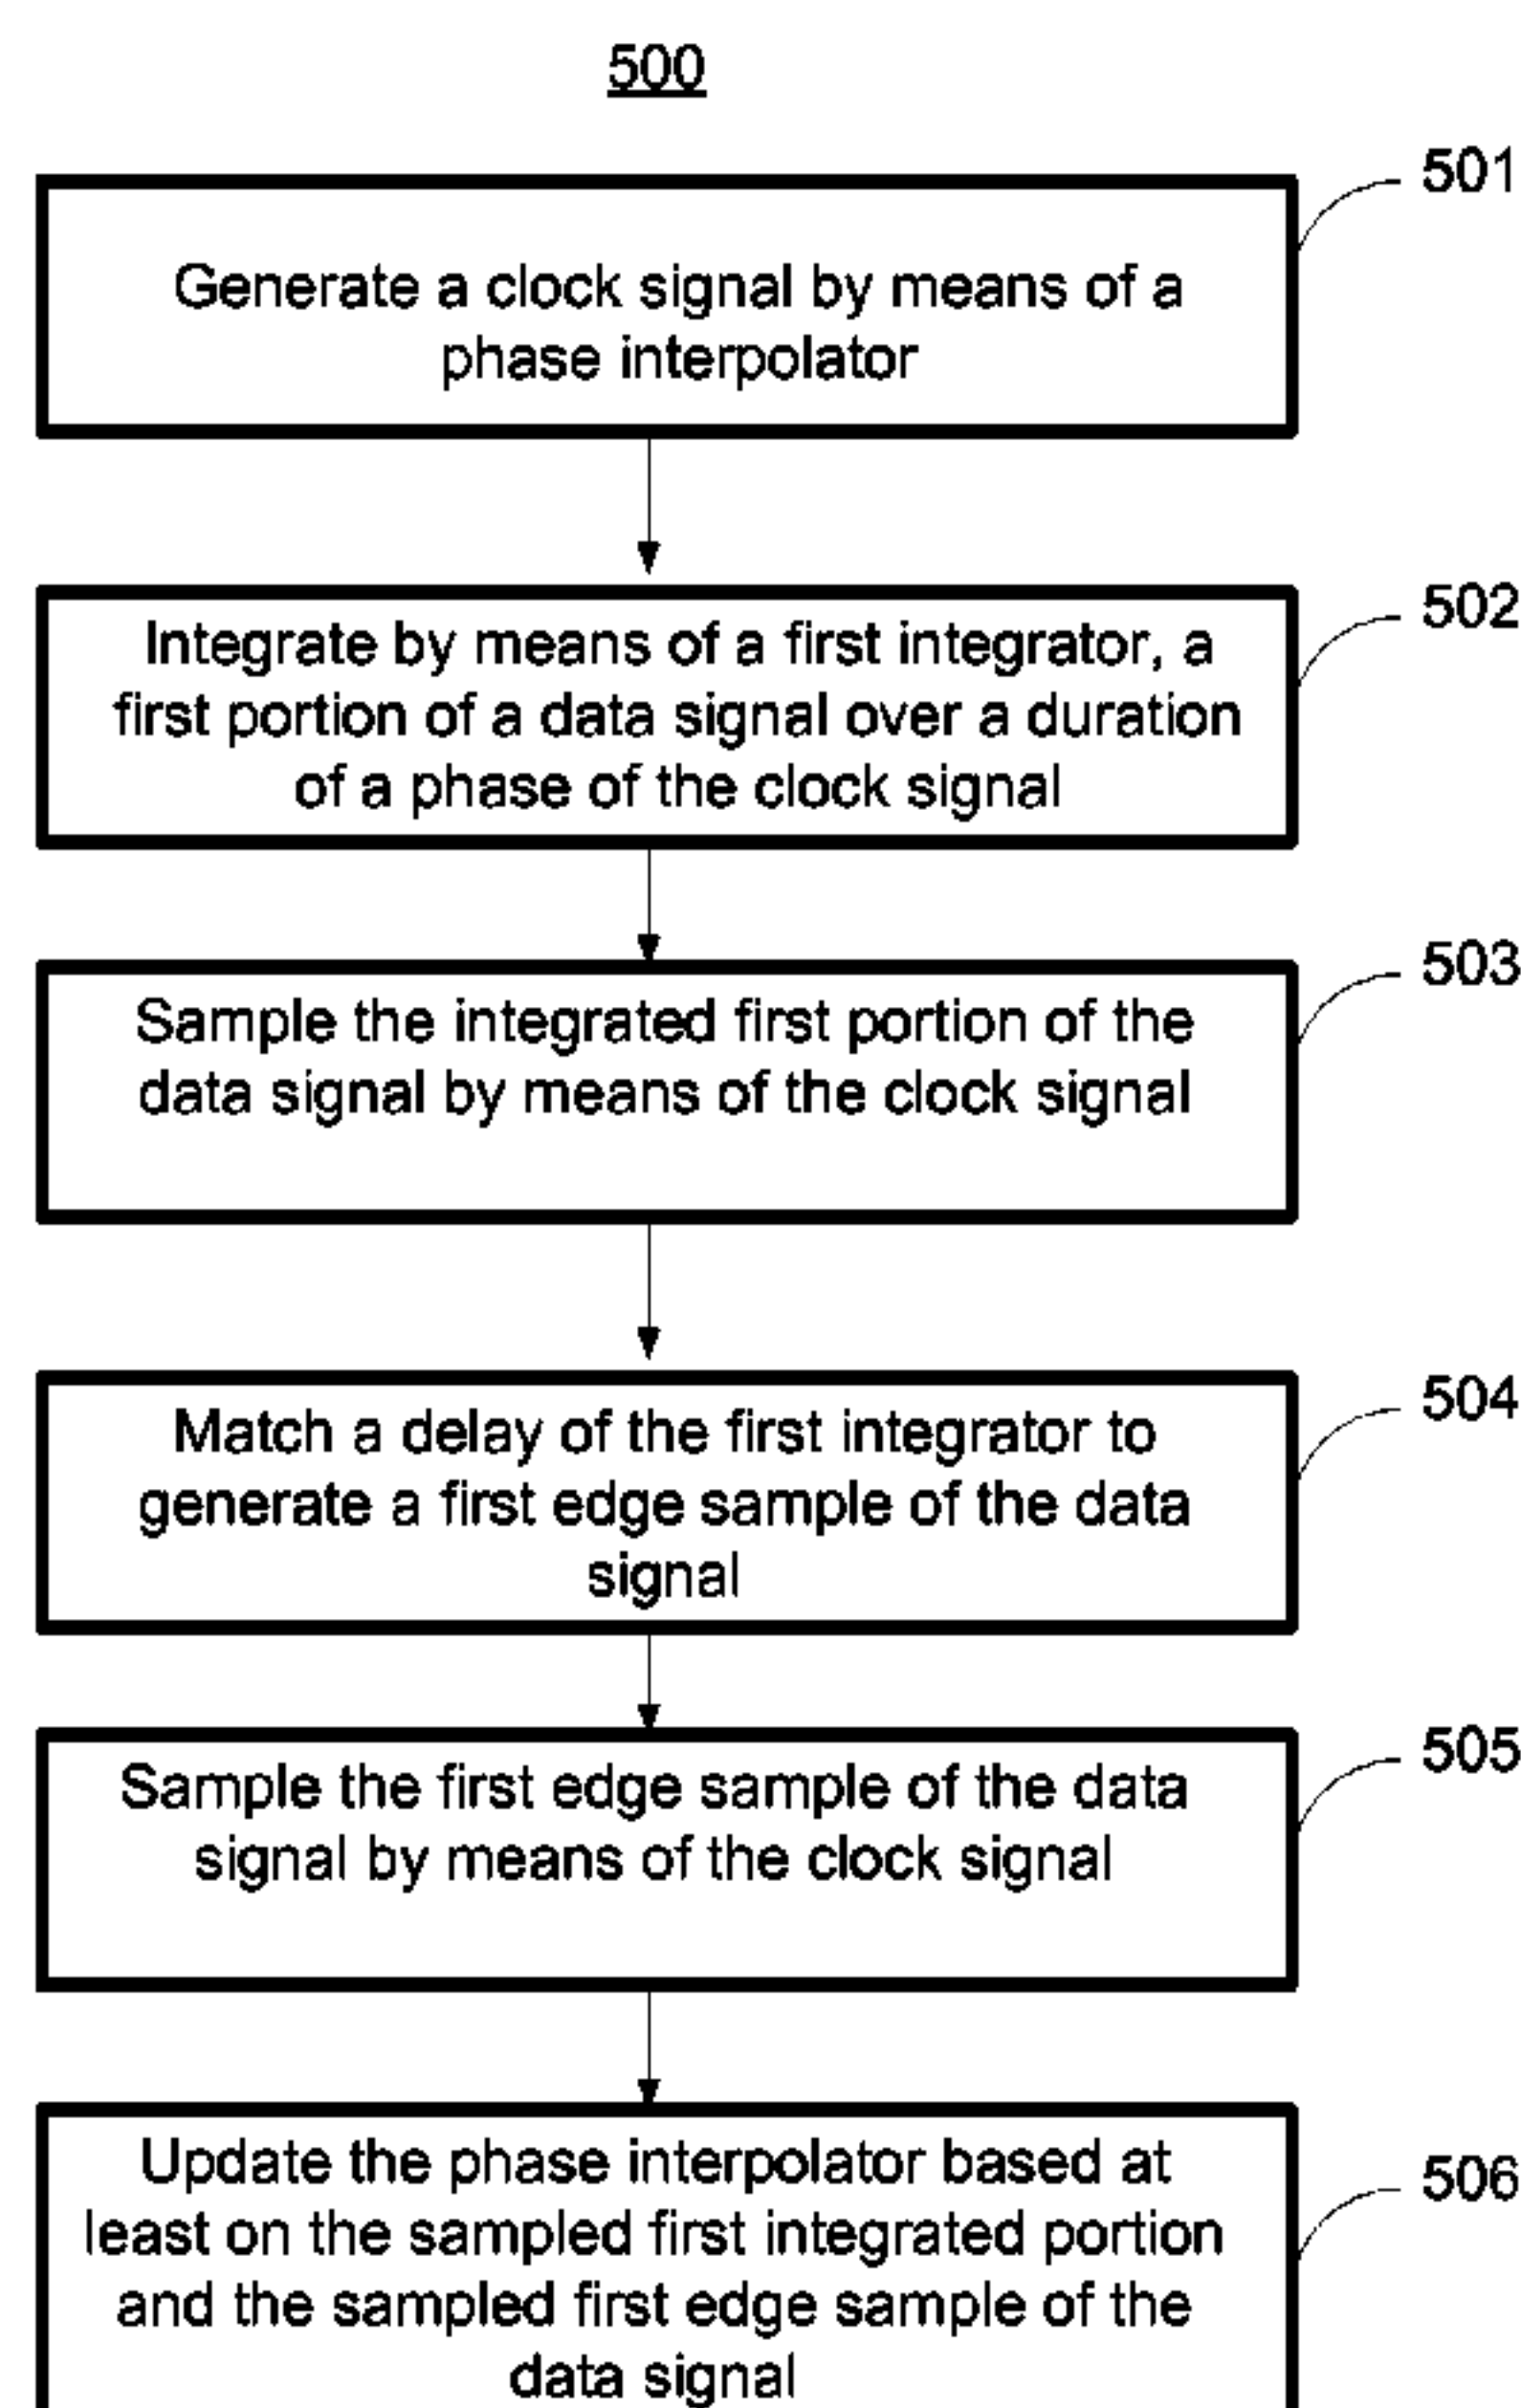 500
501
Generate a clock signal by means of a
phase interpolator
502
Integrate by means of a first integrator, a
first portion of a data signal over a duration
of a phase of the clock signal
503
Sample the integrated first portion of the
data signal by means of the clock signal
504
Match a delay of the first integrator to
generate a first edge sample of the data
signal
505
Sample the first edge sample of the data
signal by means of the clock signal
506
Update the phase interpolator based at
least on the sampled first integrated portion
and the sampled first edge sample of the
data signal